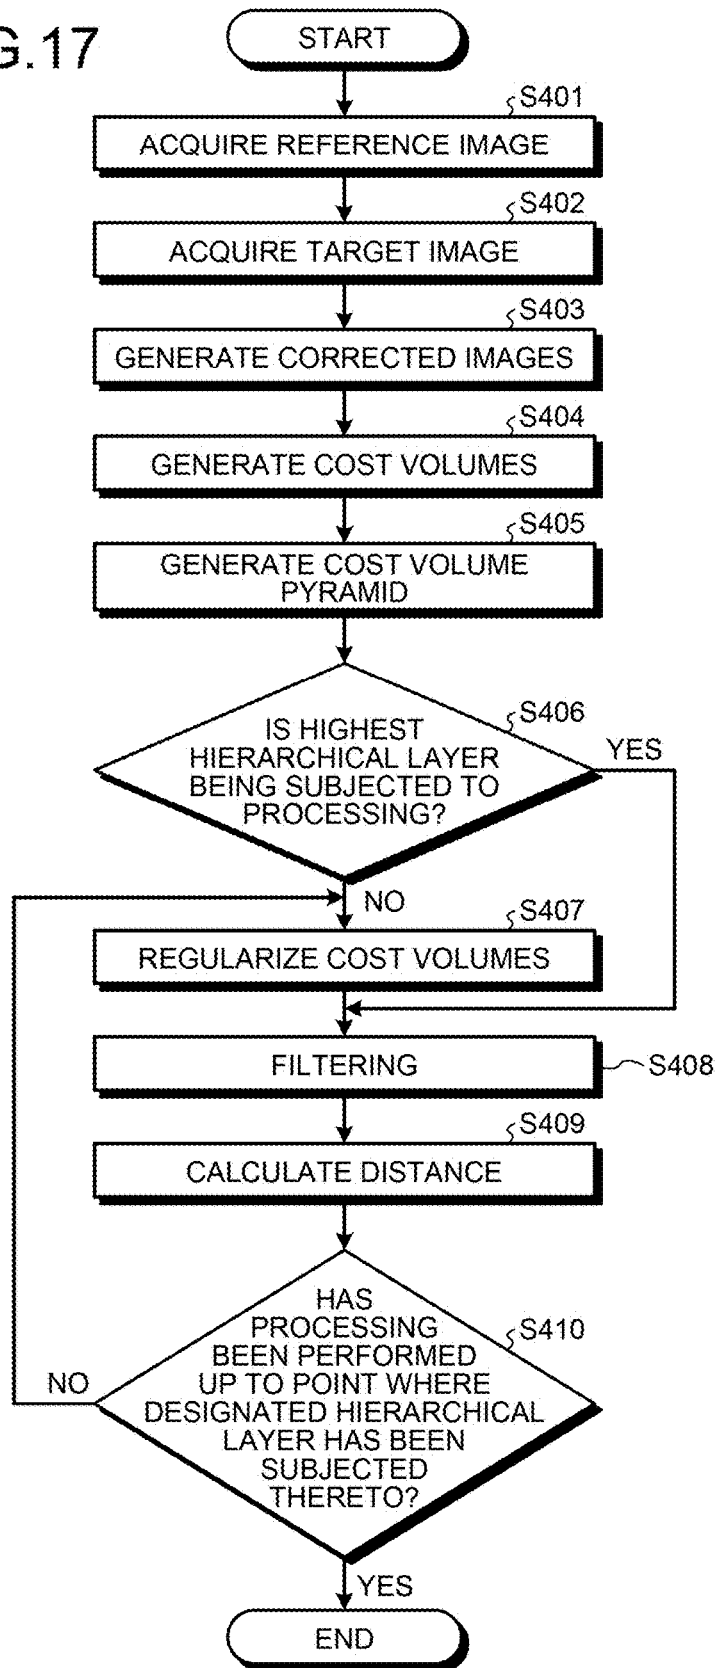 G.17
START
S401
ACQUIRE REFERENCE IMAGE
S402
ACQUIRE TARGET IMAGE
S403
GENERATE CORRECTED IMAGES
S404
GENERATE COST VOLUMES
S405
GENERATE COST VOLUME
PYRAMID
S406
IS HIGHEST
HIERARCHICAL LAYER
BEING SUBJECTED TO
PROCESSING?
YES
NO
S407
REGULARIZE COST VOLUMES
FILTERING
S408
S409
CALCULATE DISTANCE
S410
HAS
PROCESSING
BEEN PERFORMED
UP TO POINT WHERE
DESIGNATED HIERARCHICAL
LAYER HAS BEEN
SUBJECTED
THERETO?
NO
YES
END